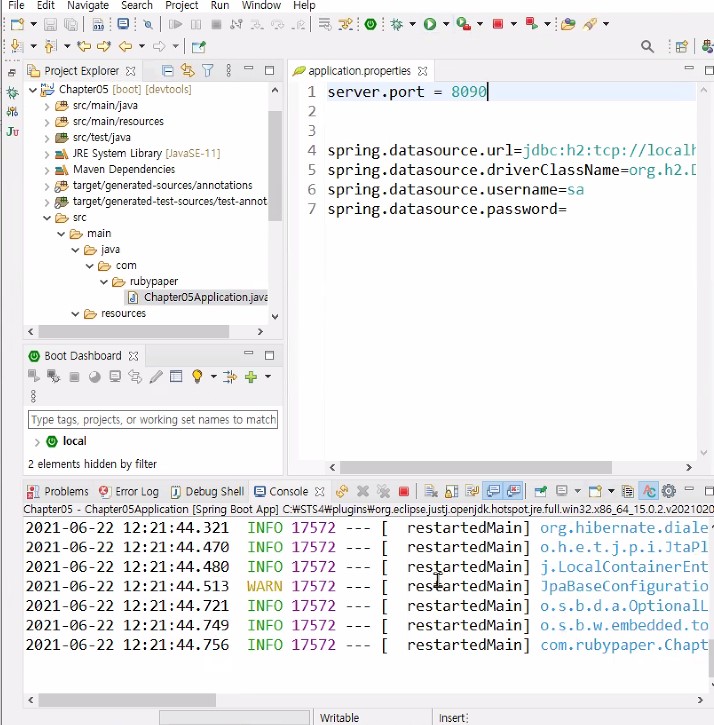 File Edit Navigate Search Project Run Window Help
Project Explorer
Chapter05 [boot] [devtools]
src/main/java
src/main/resources
src/test/java
JRE System Library [JavaSE-11]
Maven Dependencies
target/generated-sources/annotations
target/generated-test-sources/test-annot
src
main
java
com
rubypaper
Chapter05Application.java
resources
application.properties
1 server.port = 8090
2
3
4 spring.datasource.url=jdbc:h2:tcp://localh
5 spring.datasource.driverClassName=org.h2.D
6 spring.datasource.username=sa
7 spring.datasource.password=
Boot Dashboard
Type tags, projects, or working set names to match
local
2 elements hidden by filter
Problems Error Log Debug Shell Console
Chapter05 - Chapter05Application [Spring Boot App] C:₩STS4₩plugins₩org.eclipse.justj.openjdk.hotspot.jre.full.win32.x86_64_15.0.2.v2021020
2021-06-22 12:21:44.321 INFO 17572 --- [ restartedMain] org.hibernate.diale
2021-06-22 12:21:44.470 INFO 17572 --- [ restartedMain] o.h.e.t.j.p.i.JtaPl
2021-06-22 12:21:44.480 INFO 17572 --- [ restartedMain] j.LocalContainerEnt
2021-06-22 12:21:44.513 WARN 17572 --- [ restartedMain] JpaBaseConfiguratio
2021-06-22 12:21:44.721 INFO 17572 --- [ restartedMain] o.s.b.d.a.OptionalL
2021-06-22 12:21:44.749 INFO 17572 --- [ restartedMain] o.s.b.w.embedded.to
2021-06-22 12:21:44.756 INFO 17572 --- [ restartedMain] com.rubypaper.Chapt
Writable Insert